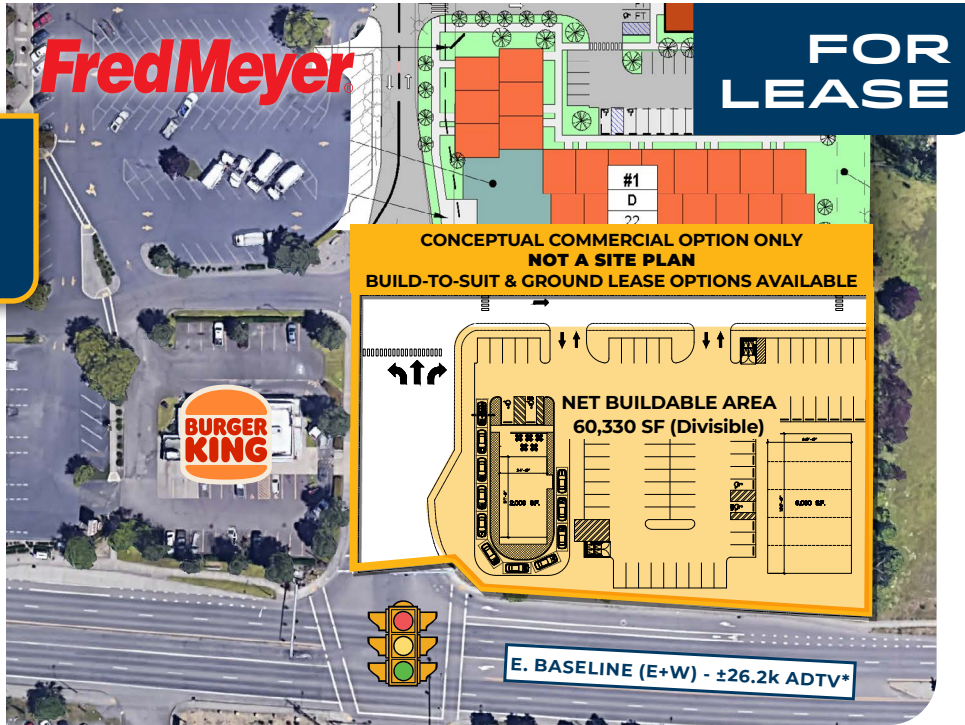 FredMeyer®
FOR
LEASE
FT
#1
D
22
CONCEPTUAL COMMERCIAL OPTION ONLY
NOT A SITE PLAN
BUILD-TO-SUIT & GROUND LEASE OPTIONS AVAILABLE
BURGER
KING
NET BUILDABLE AREA
60,330 SF (Divisible)
E. BASELINE (E+W) - ±26.2k ADTV*